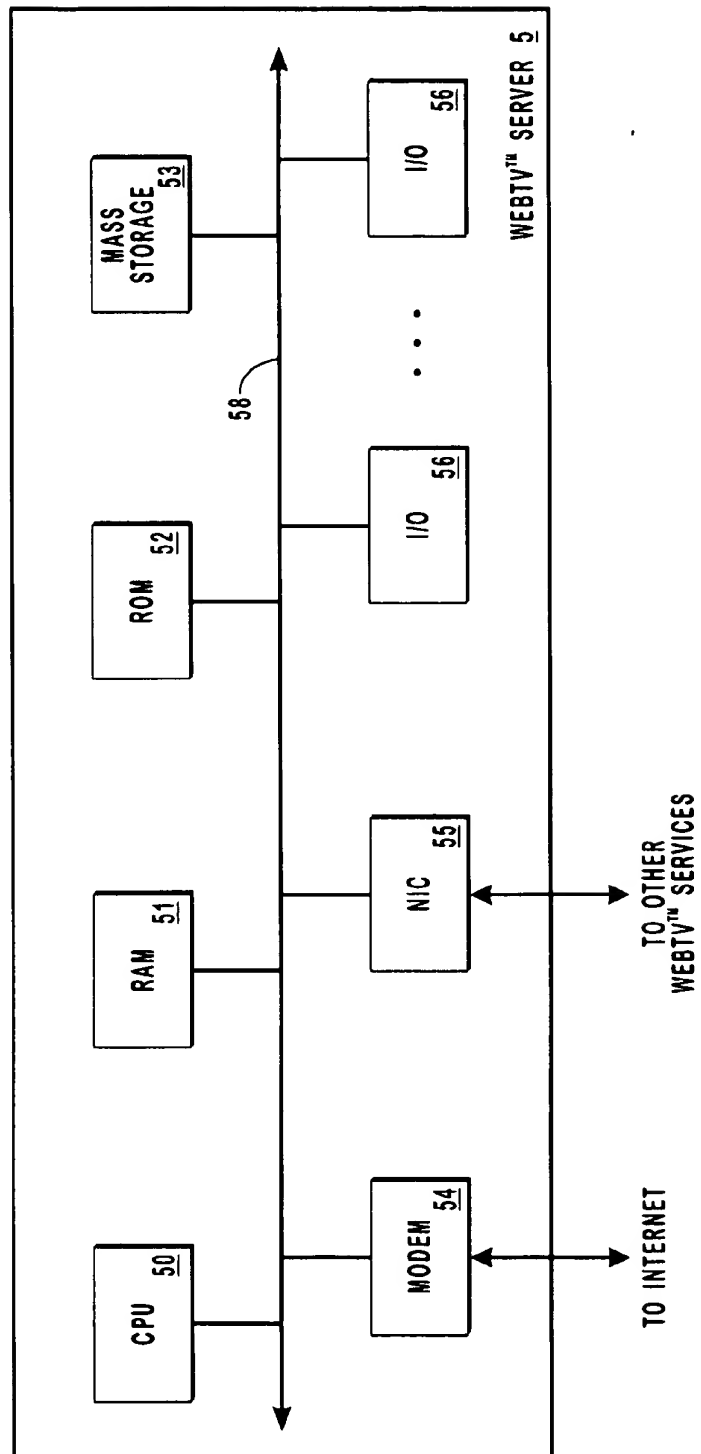 CPU
50
RAM
51
ROM
52
MASS
STORAGE
53
58
MODEM
54
NIC
55
I/O
56
• • •
I/O
56
WEBTV™ SERVER 5
TO INTERNET
TO OTHER
WEBTV™ SERVICES